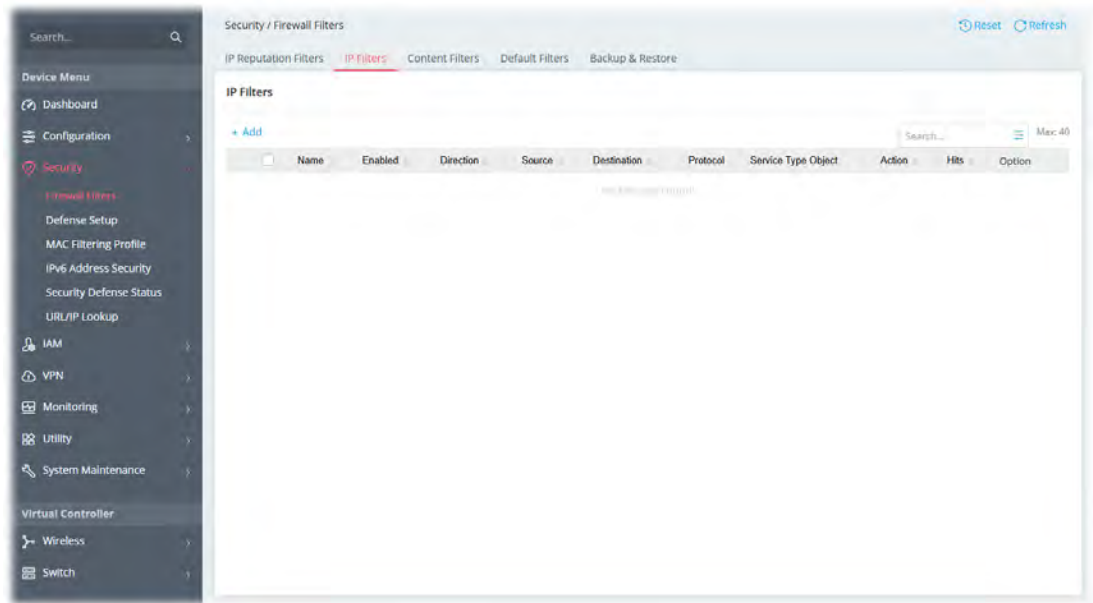 Search...
Device Menu
Dashboard
Configuration
Security
Firewall Filters
Defense Setup
MAC Filtering Profile
IPv6 Address Security
Security Defense Status
URL/IP Lookup
IAM
VPN
Monitoring
Utility
System Maintenance
Virtual Controller
Wireless
Switch
Security / Firewall Filters
Reset Refresh
IP Reputation Filters IP Filters Content Filters Default Filters Backup & Restore
IP Filters
+ Add
Search... Max: 40
Name Enabled Direction Source Destination Protocol Service Type Object Action Hits Option